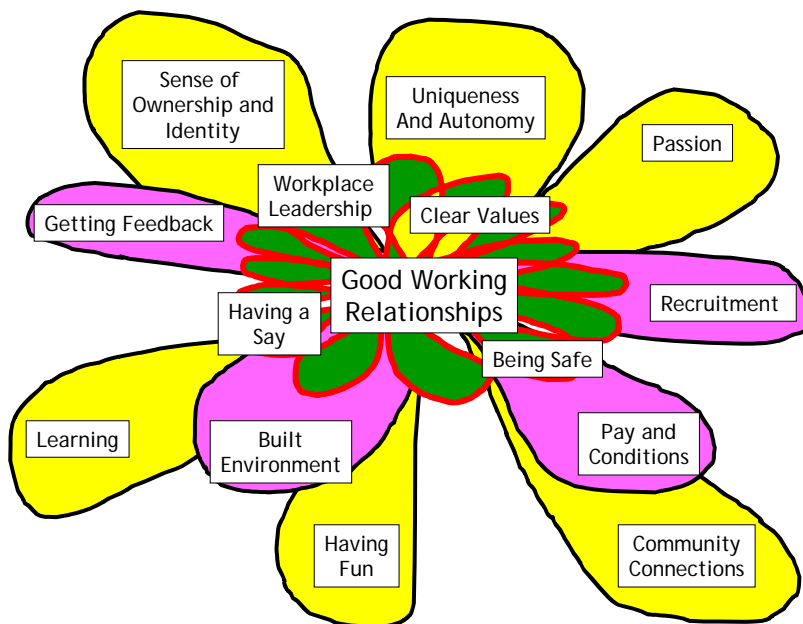 Sense of
Ownership and
Identity
Uniqueness
And Autonomy
Passion
Workplace
Leadership
Clear Values
Getting Feedback
Good Working
Relationships
Recruitment
Having a
Say
Being Safe
Learning
Built
Environment
Pay and
Conditions
Having
Fun
Community
Connections